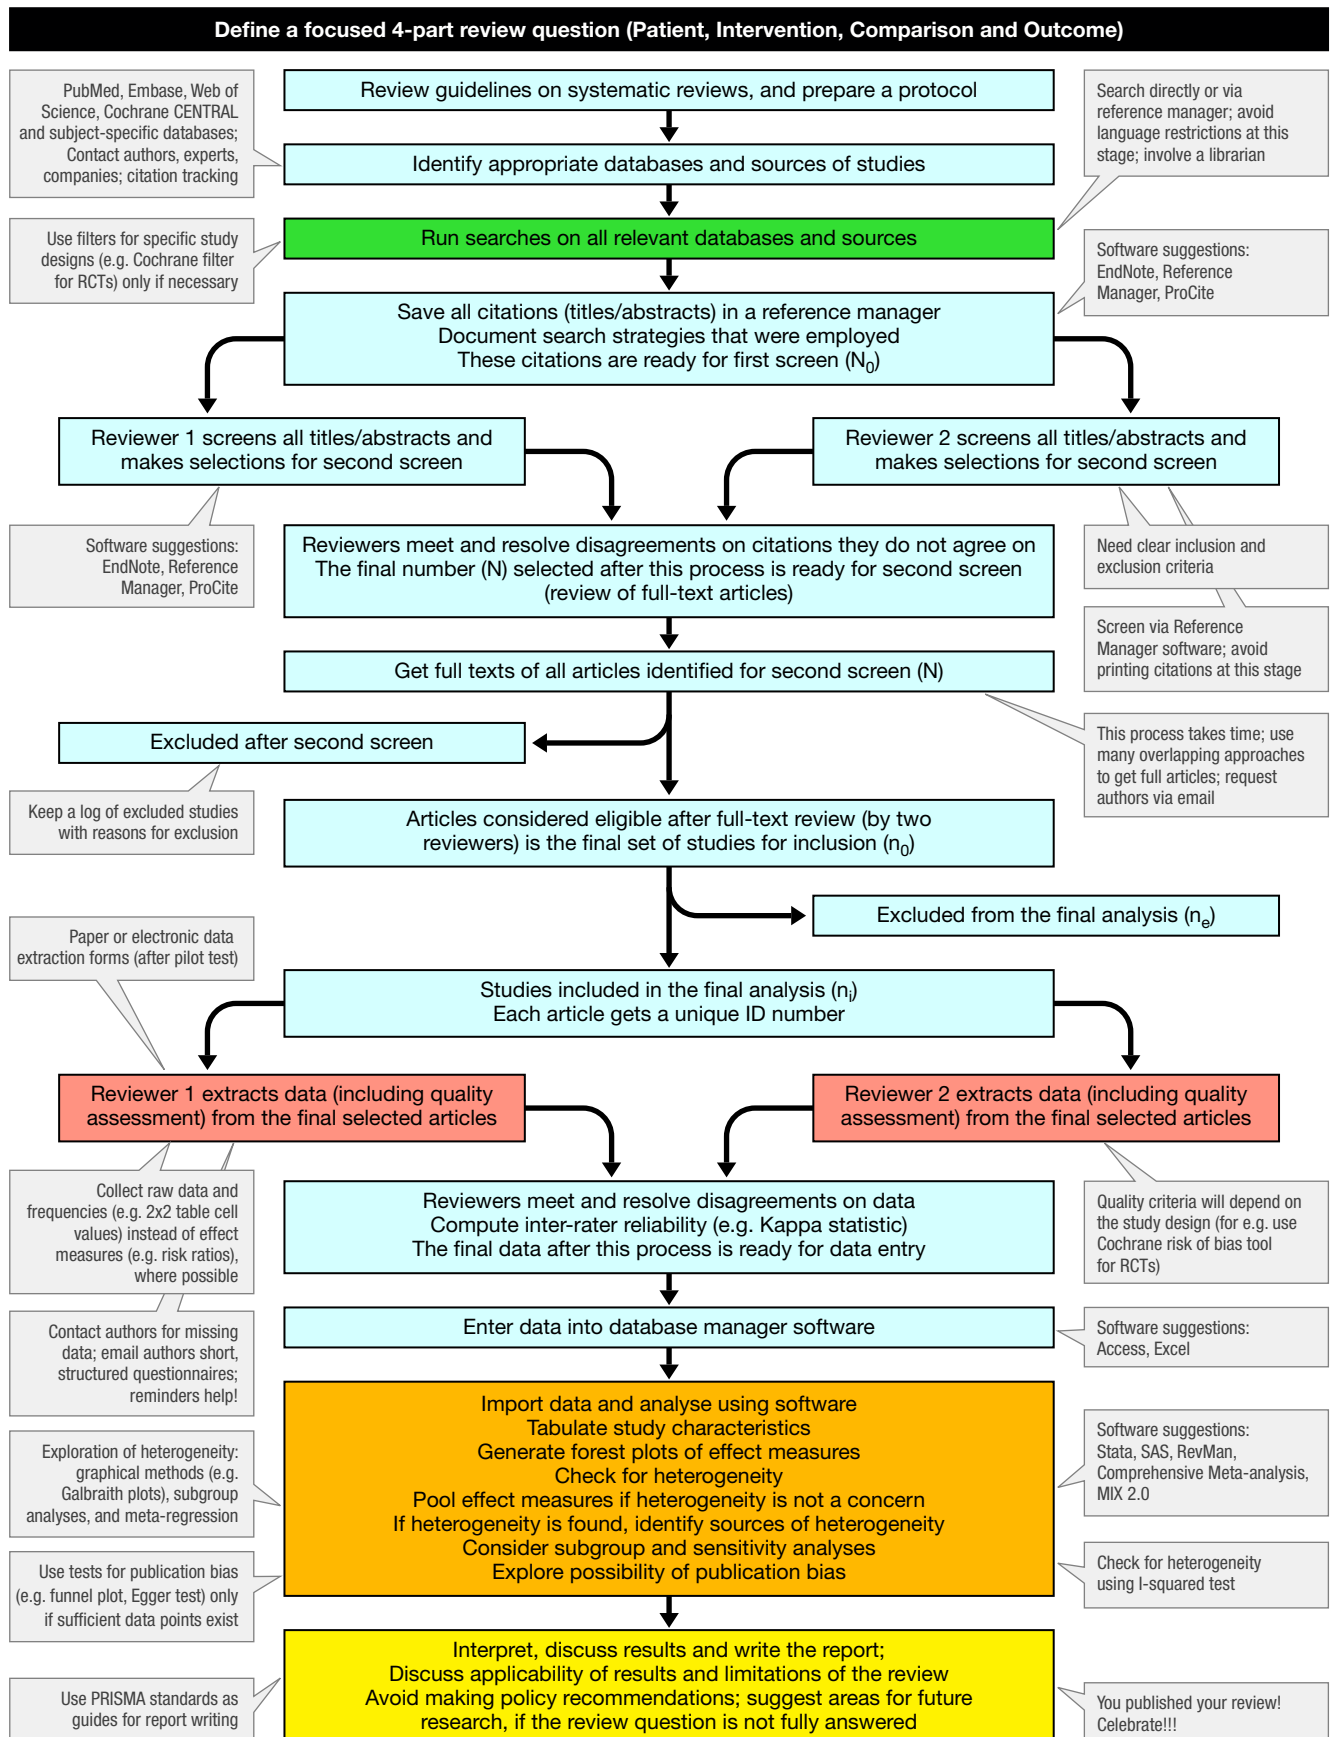 Define a focused 4-part review question (Patient, Intervention, Comparison and Outcome)
PubMed, Embase, Web of
Science, Cochrane CENTRAL
and subject-specific databases;
Contact authors, experts,
companies; citation tracking
Review guidelines on systematic reviews, and prepare a protocol
Search directly or via
reference manager; avoid
language restrictions at this
stage; involve a librarian
Identify appropriate databases and sources of studies
Use filters for specific study
designs (e.g. Cochrane filter
for RCTs) only if necessary
Run searches on all relevant databases and sources
Software suggestions:
EndNote, Reference
Manager, ProCite
Save all citations (titles/abstracts) in a reference manager
Document search strategies that were employed
These citations are ready for first screen (N0)
Reviewer 1 screens all titles/abstracts and
makes selections for second screen
Reviewer 2 screens all titles/abstracts and
makes selections for second screen
Software suggestions:
EndNote, Reference
Manager, ProCite
Reviewers meet and resolve disagreements on citations they do not agree on
The final number (N) selected after this process is ready for second screen
(review of full-text articles)
Need clear inclusion and
exclusion criteria
Screen via Reference
Manager software; avoid
printing citations at this stage
Get full texts of all articles identified for second screen (N)
Excluded after second screen
This process takes time; use
many overlapping approaches
to get full articles; request
authors via email
Keep a log of excluded studies
with reasons for exclusion
Articles considered eligible after full-text review (by two
reviewers) is the final set of studies for inclusion (n0)
Excluded from the final analysis (ne)
Paper or electronic data
extraction forms (after pilot test)
Studies included in the final analysis (ni)
Each article gets a unique ID number
Reviewer 1 extracts data (including quality
assessment) from the final selected articles
Reviewer 2 extracts data (including quality
assessment) from the final selected articles
Collect raw data and
frequencies (e.g. 2x2 table cell
values) instead of effect
measures (e.g. risk ratios),
where possible
Reviewers meet and resolve disagreements on data
Compute inter-rater reliability (e.g. Kappa statistic)
The final data after this process is ready for data entry
Quality criteria will depend on
the study design (for e.g. use
Cochrane risk of bias tool
for RCTs)
Contact authors for missing
data; email authors short,
structured questionnaires;
reminders help!
Enter data into database manager software
Software suggestions:
Access, Excel
Import data and analyse using software
Tabulate study characteristics
Generate forest plots of effect measures
Check for heterogeneity
Pool effect measures if heterogeneity is not a concern
If heterogeneity is found, identify sources of heterogeneity
Consider subgroup and sensitivity analyses
Explore possibility of publication bias
Exploration of heterogeneity:
graphical methods (e.g.
Galbraith plots), subgroup
analyses, and meta-regression
Software suggestions:
Stata, SAS, RevMan,
Comprehensive Meta-analysis,
MIX 2.0
Use tests for publication bias
(e.g. funnel plot, Egger test) only
if sufficient data points exist
Check for heterogeneity
using I-squared test
Interpret, discuss results and write the report;
Discuss applicability of results and limitations of the review
Avoid making policy recommendations; suggest areas for future
research, if the review question is not fully answered
Use PRISMA standards as
guides for report writing
You published your review!
Celebrate!!!